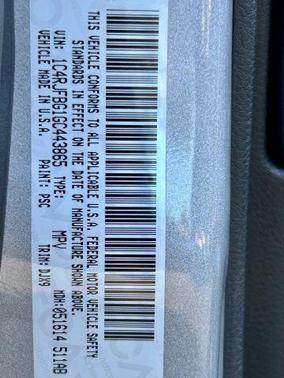 THIS VEHICLE CONFORMS TO ALL APPLICABLE U.S.A. FEDERAL MOTOR VEHICLE SAFETY
STANDARDS IN EFFECT ON THE DATE OF MANUFACTURE SHOWN ABOVE.
VIN: 1C4RJFBG1GC443865 TYPE: MPV
VEHICLE MADE IN U.S.A. PAINT: PSC TRIM: DJX9 MDH: 051614 511AB